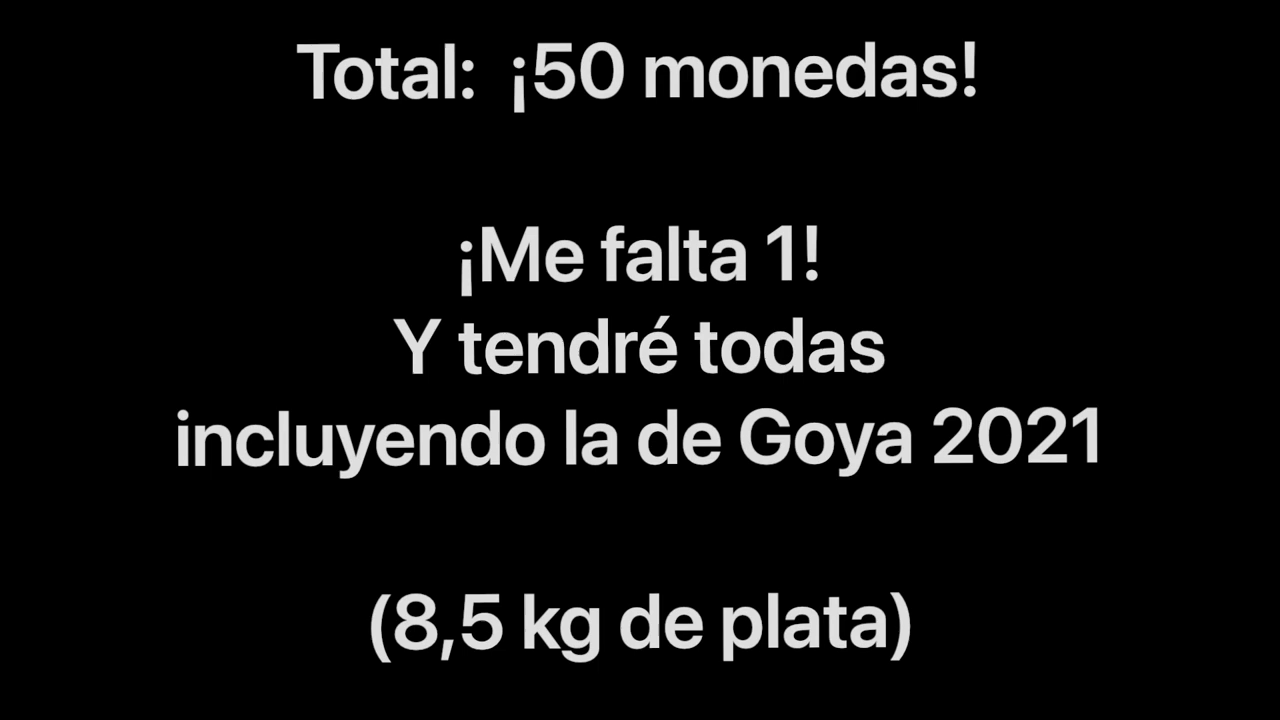 Total: ¡50 monedas!
¡Me falta 1!
Y tendré todas
incluyendo la de Goya 2021
(8,5 kg de plata)